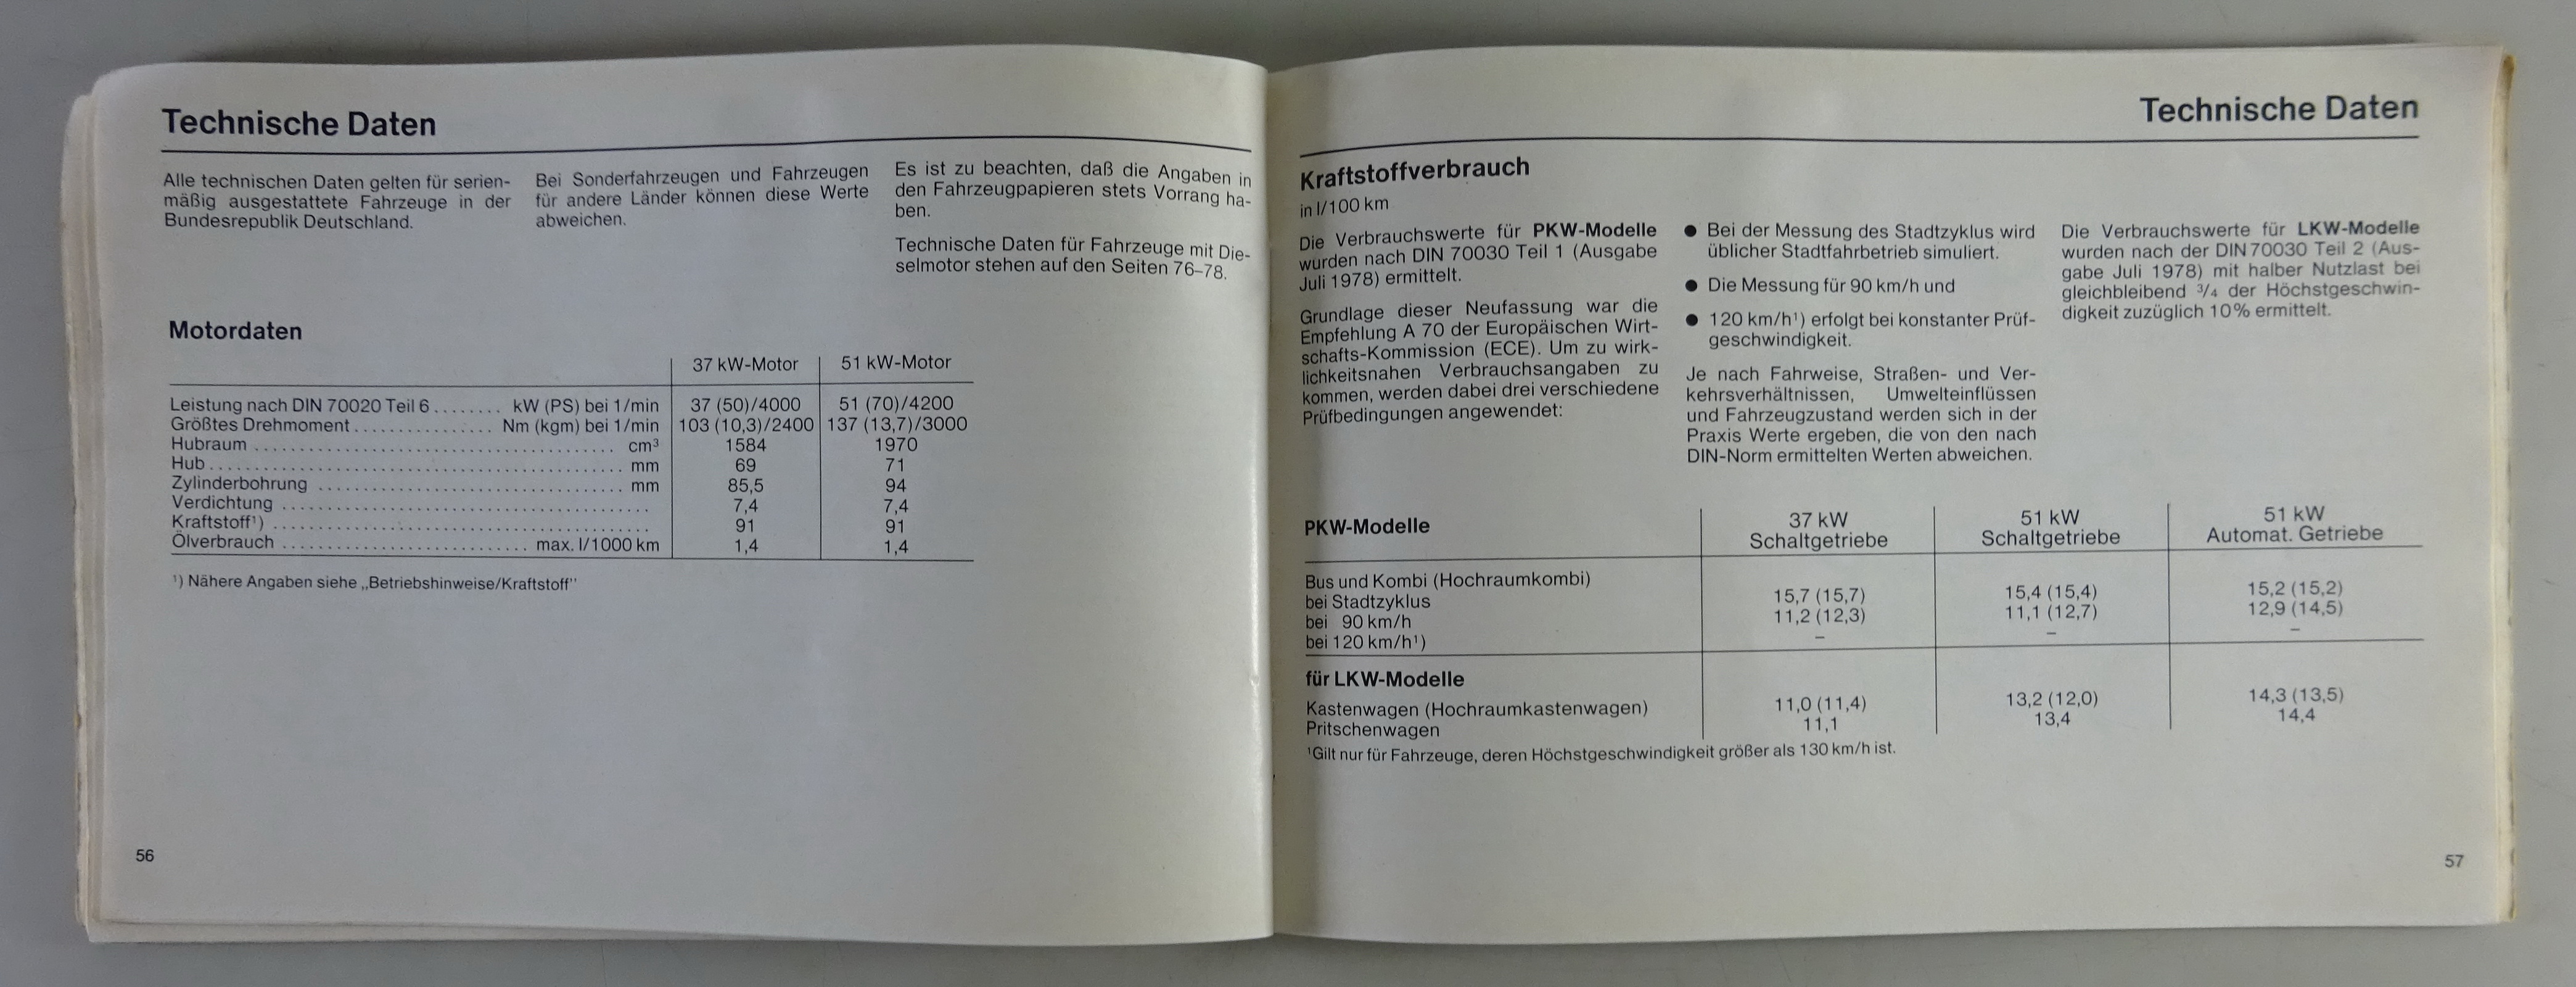 Technische Daten
Alle technischen Daten gelten für serien-
mäßig ausgestattete Fahrzeuge in der
Bundesrepublik Deutschland.
Bei Sonderfahrzeugen und Fahrzeugen
für andere Länder können diese Werte
abweichen.
Es ist zu beachten, daß die Angaben in
den Fahrzeugpapieren stets Vorrang ha-
ben.
Technische Daten für Fahrzeuge mit Die-
selmotor stehen auf den Seiten 76–78.
Motordaten
37 kW-Motor 51 kW-Motor
Leistung nach DIN 70020 Teil 6 ........ kW (PS) bei 1/min 37 (50)/4000 51 (70)/4200
Größtes Drehmoment ................ Nm (kgm) bei 1/min 103 (10,3)/2400 137 (13,7)/3000
Hubraum ........................................ cm³ 1584 1970
Hub ............................................. mm 69 71
Zylinderbohrung .................................. mm 85,5 94
Verdichtung ......................................... 7,4 7,4
Kraftstoff¹) .......................................... 91 91
Ölverbrauch ........................... max. l/1000 km 1,4 1,4
¹) Nähere Angaben siehe „Betriebshinweise/Kraftstoff"
56
Technische Daten
Kraftstoffverbrauch
in l/100 km
Die Verbrauchswerte für PKW-Modelle
wurden nach DIN 70030 Teil 1 (Ausgabe
Juli 1978) ermittelt.
Grundlage dieser Neufassung war die
Empfehlung A 70 der Europäischen Wirt-
schafts-Kommission (ECE). Um zu wirk-
lichkeitsnahen Verbrauchsangaben zu
kommen, werden dabei drei verschiedene
Prüfbedingungen angewendet:
● Bei der Messung des Stadtzyklus wird
üblicher Stadtfahrbetrieb simuliert.
● Die Messung für 90 km/h und
● 120 km/h¹) erfolgt bei konstanter Prüf-
geschwindigkeit.
Je nach Fahrweise, Straßen- und Ver-
kehrsverhältnissen, Umwelteinflüssen
und Fahrzeugzustand werden sich in der
Praxis Werte ergeben, die von den nach
DIN-Norm ermittelten Werten abweichen.
Die Verbrauchswerte für LKW-Modelle
wurden nach der DIN 70030 Teil 2 (Aus-
gabe Juli 1978) mit halber Nutzlast bei
gleichbleibend ³/₄ der Höchstgeschwin-
digkeit zuzüglich 10% ermittelt.
PKW-Modelle 37 kW Schaltgetriebe 51 kW Schaltgetriebe 51 kW Automat. Getriebe
Bus und Kombi (Hochraumkombi)
bei Stadtzyklus 15,7 (15,7) 15,4 (15,4) 15,2 (15,2)
bei 90 km/h 11,2 (12,3) 11,1 (12,7) 12,9 (14,5)
bei 120 km/h¹) – – –
für LKW-Modelle
Kastenwagen (Hochraumkastenwagen) 11,0 (11,4) 13,2 (12,0) 14,3 (13,5)
Pritschenwagen 11,1 13,4 14,4
¹Gilt nur für Fahrzeuge, deren Höchstgeschwindigkeit größer als 130 km/h ist.
57